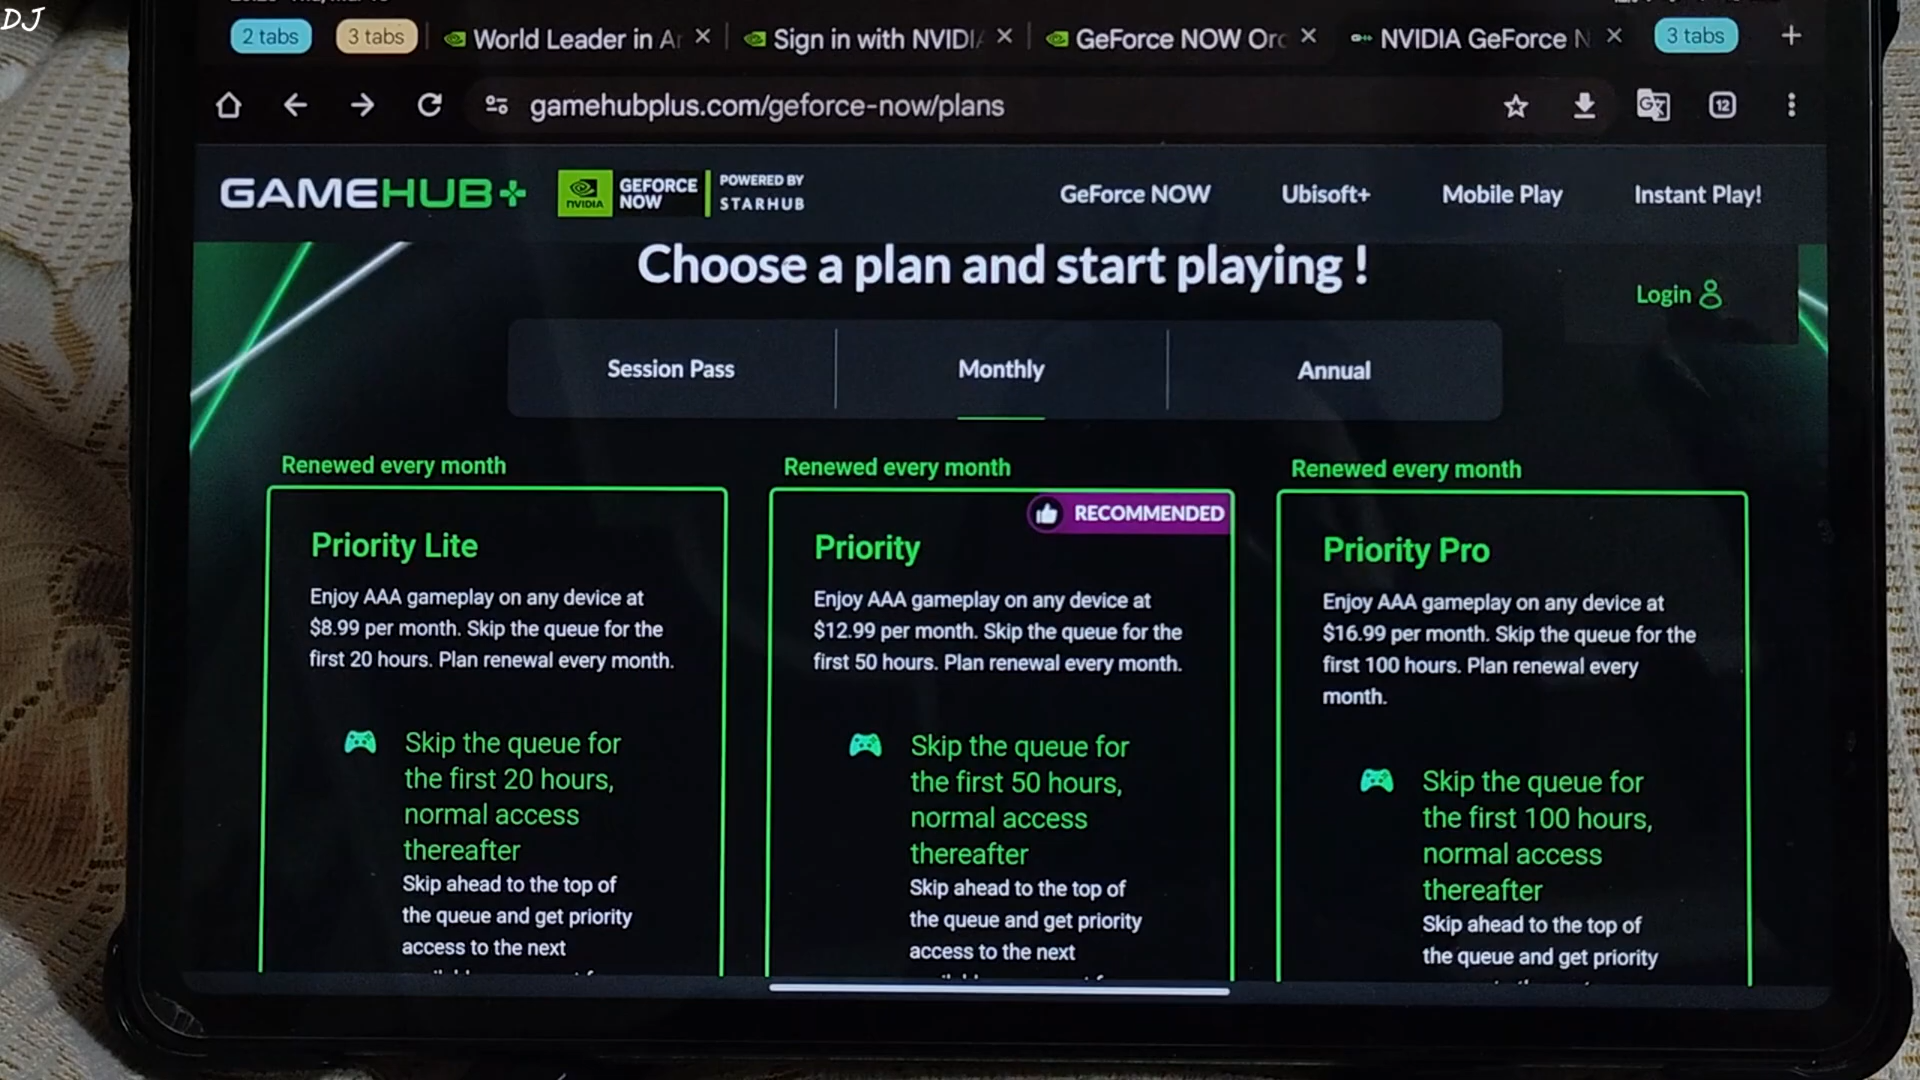 DJ
2 tabs
3 tabs
World Leader in
Sign in with NVIDIA
GeForce NOW
NVIDIA GeForce
3 tabs
gamehubplus.com/geforce-now/plans
12
GAMEHUB+
NVIDIA
GEFORCE
NOW
POWERED BY
STARHUB
GeForce NOW
Ubisoft+
Mobile Play
Instant Play!
Choose a plan and start playing !
Login
Session Pass
Monthly
Annual
Renewed every month
Priority Lite
Enjoy AAA gameplay on any device at
$8.99 per month. Skip the queue for the
first 20 hours. Plan renewal every month.
Skip the queue for
the first 20 hours,
normal access
thereafter
Skip ahead to the top of
the queue and get priority
access to the next
Renewed every month
RECOMMENDED
Priority
Enjoy AAA gameplay on any device at
$12.99 per month. Skip the queue for the
first 50 hours. Plan renewal every month.
Skip the queue for
the first 50 hours,
normal access
thereafter
Skip ahead to the top of
the queue and get priority
access to the next
Renewed every month
Priority Pro
Enjoy AAA gameplay on any device at
$16.99 per month. Skip the queue for the
first 100 hours. Plan renewal every
month.
Skip the queue for
the first 100 hours,
normal access
thereafter
Skip ahead to the top of
the queue and get priority